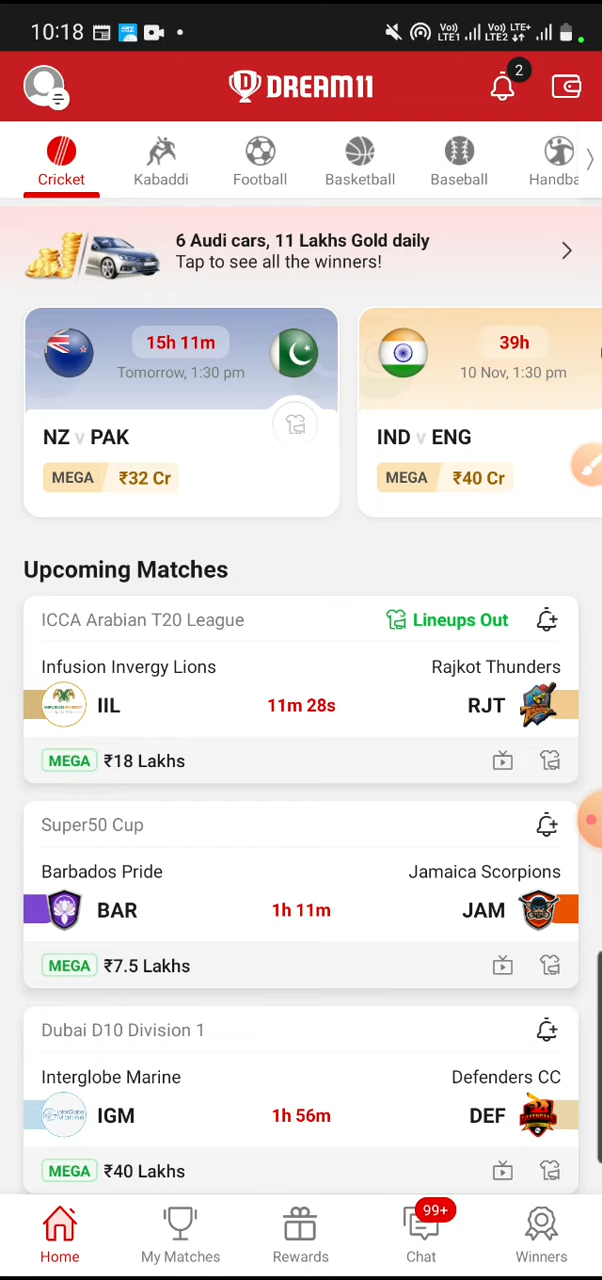 10:18
Vo) LTE1 Vo) LTE+ LTE2
DREAM11
2
Cricket Kabaddi Football Basketball Baseball Handba
6 Audi cars, 11 Lakhs Gold daily
Tap to see all the winners!
15h 11m
Tomorrow, 1:30 pm
NZ v PAK
MEGA ₹32 Cr
39h
10 Nov, 1:30 pm
IND v ENG
MEGA ₹40 Cr
Upcoming Matches
ICCA Arabian T20 League Lineups Out
Infusion Invergy Lions Rajkot Thunders
IIL 11m 28s RJT
MEGA ₹18 Lakhs
Super50 Cup
Barbados Pride Jamaica Scorpions
BAR 1h 11m JAM
MEGA ₹7.5 Lakhs
Dubai D10 Division 1
Interglobe Marine Defenders CC
IGM 1h 56m DEF
MEGA ₹40 Lakhs
99+
Home My Matches Rewards Chat Winners